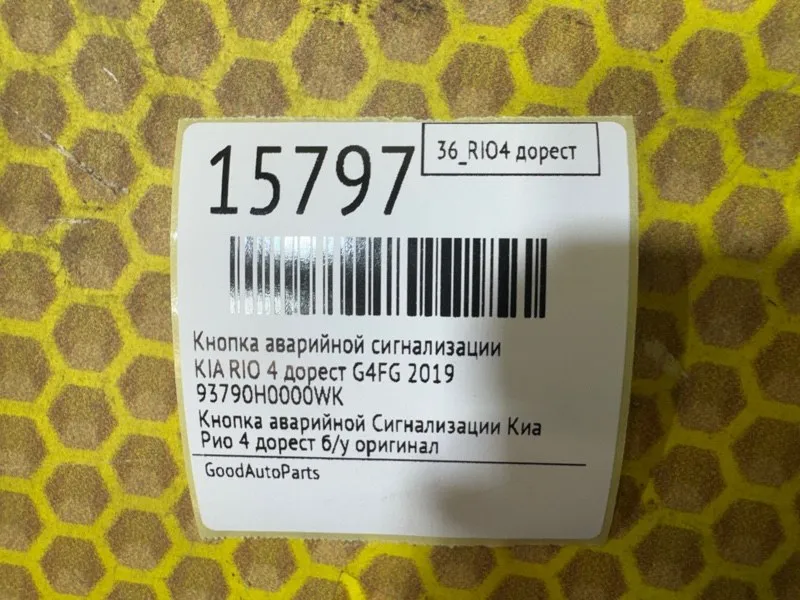 15797
36_RIO4 дорест
Кнопка аварийной сигнализации
KIA RIO 4 дорест G4FG 2019
93790H0000WK
Кнопка аварийной Сигнализации Киа
Рио 4 дорест б/у оригинал
GoodAutoParts